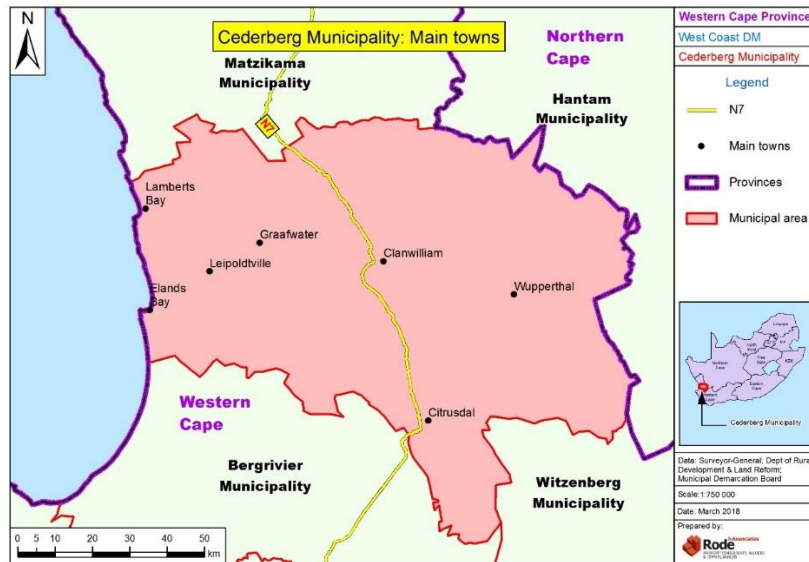 N
Cederberg Municipality: Main towns
Matzikama
Municipality
Northern
Cape
Hantam
Municipality
N7
Lamberts
Bay
Graafwater
Leipoldtville
Clanwilliam
Elands
Bay
Wupperthal
Western
Cape
Citrusdal
Bergrivier
Municipality
Witzenberg
Municipality
0 5 10 20 30 40 50
km
Western Cape Province
West Coast DM
Cederberg Municipality
Legend
N7
Main towns
Provinces
Municipal area
Cederberg Municipality
Data: Surveyor-General; Dept of Rural
Development & Land Reform;
Municipal Demarcation Board
Scale:1:750 000
Date: March 2018
Prepared by:
Rode
& Associates